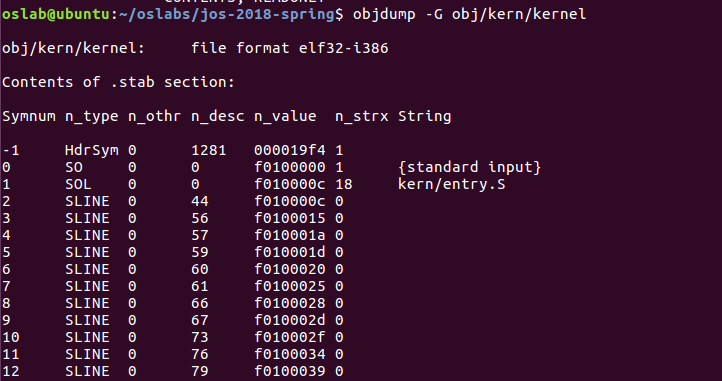 oslab@ubuntu:~/oslabs/jos-2018-spring$ objdump -G obj/kern/kernel
obj/kern/kernel:     file format elf32-i386
Contents of .stab section:
Symnum n_type n_othr n_desc n_value  n_strx String
-1     HdrSym 0      1281   000019f4 1
0      SO     0      0      f0100000 1      {standard input}
1      SOL    0      0      f010000c 18     kern/entry.S
2      SLINE  0      44     f010000c 0
3      SLINE  0      56     f0100015 0
4      SLINE  0      57     f010001a 0
5      SLINE  0      59     f010001d 0
6      SLINE  0      60     f0100020 0
7      SLINE  0      61     f0100025 0
8      SLINE  0      66     f0100028 0
9      SLINE  0      67     f010002d 0
10     SLINE  0      73     f010002f 0
11     SLINE  0      76     f0100034 0
12     SLINE  0      79     f0100039 0